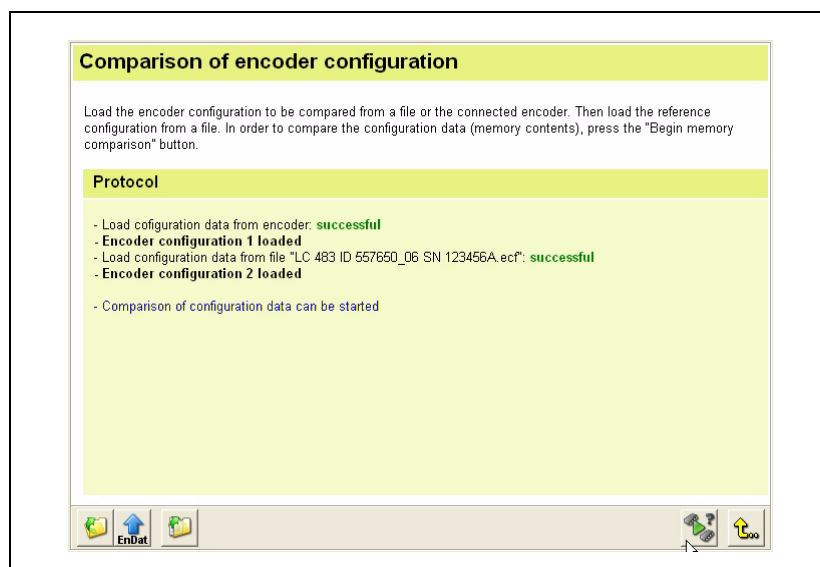 Comparison of encoder configuration
Load the encoder configuration to be compared from a file or the connected encoder. Then load the reference
configuration from a file. In order to compare the configuration data (memory contents), press the "Begin memory
comparison" button.
Protocol
- Load cofiguration data from encoder: successful
- Encoder configuration 1 loaded
- Load configuration data from file "LC 483 ID 557650_06 SN 123456A.ecf": successful
- Encoder configuration 2 loaded
- Comparison of configuration data can be started
EnDat
?